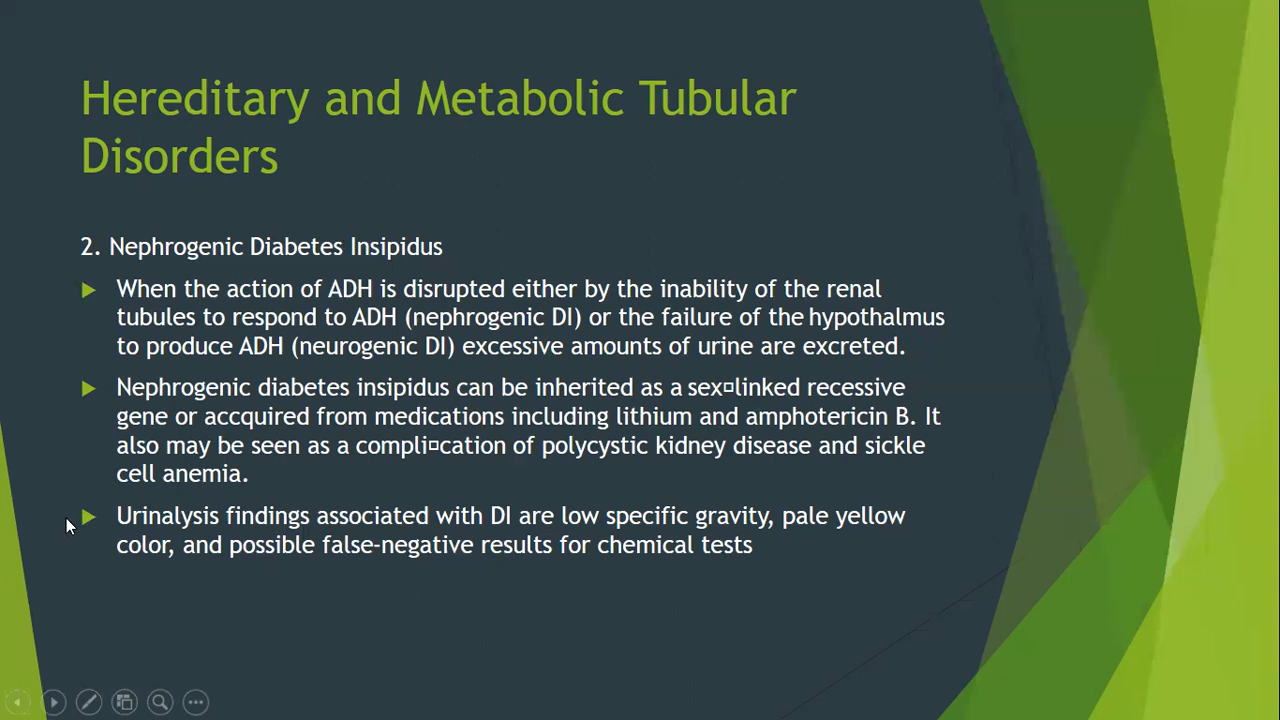 Hereditary and Metabolic Tubular
Disorders
2. Nephrogenic Diabetes Insipidus
When the action of ADH is disrupted either by the inability of the renal
tubules to respond to ADH (nephrogenic DI) or the failure of the hypothalmus
to produce ADH (neurogenic DI) excessive amounts of urine are excreted.
Nephrogenic diabetes insipidus can be inherited as a sex¤linked recessive
gene or accquired from medications including lithium and amphotericin B. It
also may be seen as a compli¤cation of polycystic kidney disease and sickle
cell anemia.
Urinalysis findings associated with DI are low specific gravity, pale yellow
color, and possible false-negative results for chemical tests